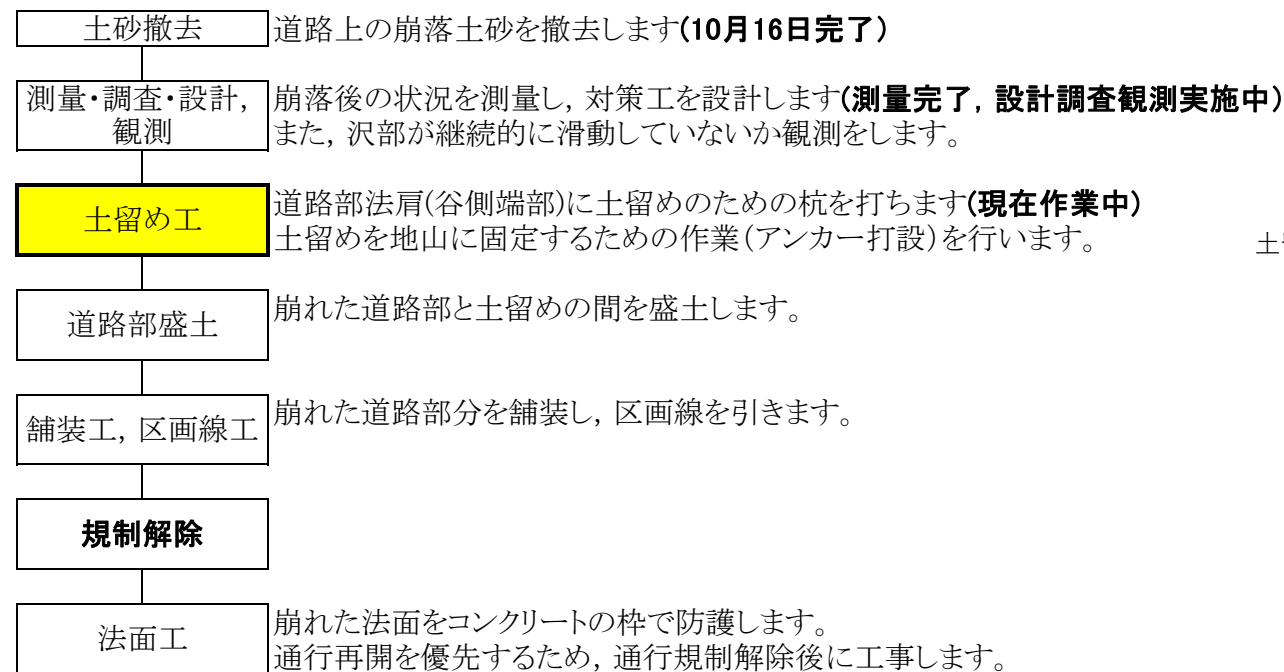 土砂撤去
道路上の崩落土砂を撤去します(10月16日完了)
測量・調査・設計，
観測
崩落後の状況を測量し，対策工を設計します(測量完了，設計調査観測実施中)
また，沢部が継続的に滑動していないか観測をします。
土留め工
道路部法肩(谷側端部)に土留めのための杭を打ちます(現在作業中)
土留めを地山に固定するための作業(アンカー打設)を行います。
土
道路部盛土
崩れた道路部と土留めの間を盛土します。
舗装工，区画線工
崩れた道路部分を舗装し，区画線を引きます。
規制解除
法面工
崩れた法面をコンクリートの枠で防護します。
通行再開を優先するため，通行規制解除後に工事します。